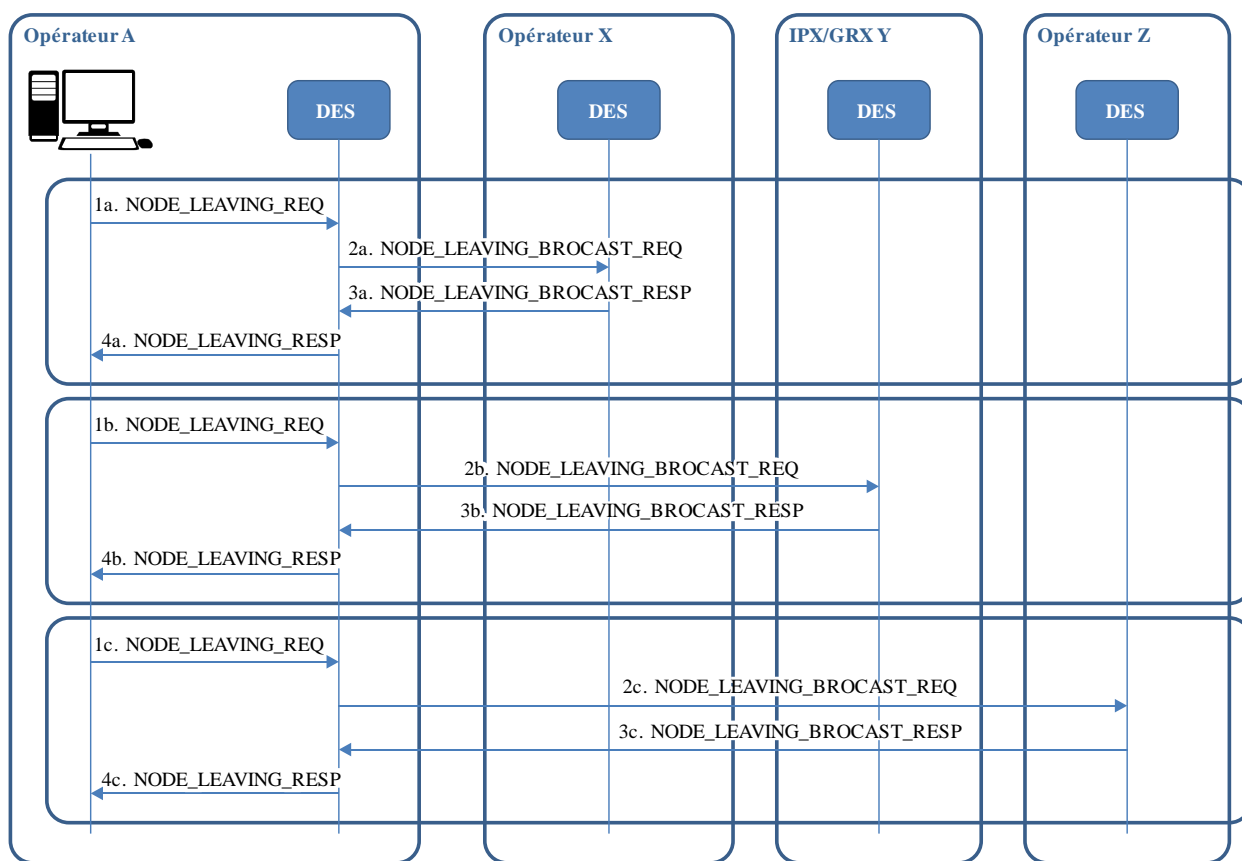 Opérateur A
Opérateur X
IPX/GRX Y
Opérateur Z
DES
DES
DES
DES
1a. NODE_LEAVING_REQ
2a. NODE_LEAVING_BROCAST_REQ
3a. NODE_LEAVING_BROCAST_RESP
4a. NODE_LEAVING_RESP
1b. NODE_LEAVING_REQ
2b. NODE_LEAVING_BROCAST_REQ
3b. NODE_LEAVING_BROCAST_RESP
4b. NODE_LEAVING_RESP
1c. NODE_LEAVING_REQ
2c. NODE_LEAVING_BROCAST_REQ
3c. NODE_LEAVING_BROCAST_RESP
4c. NODE_LEAVING_RESP